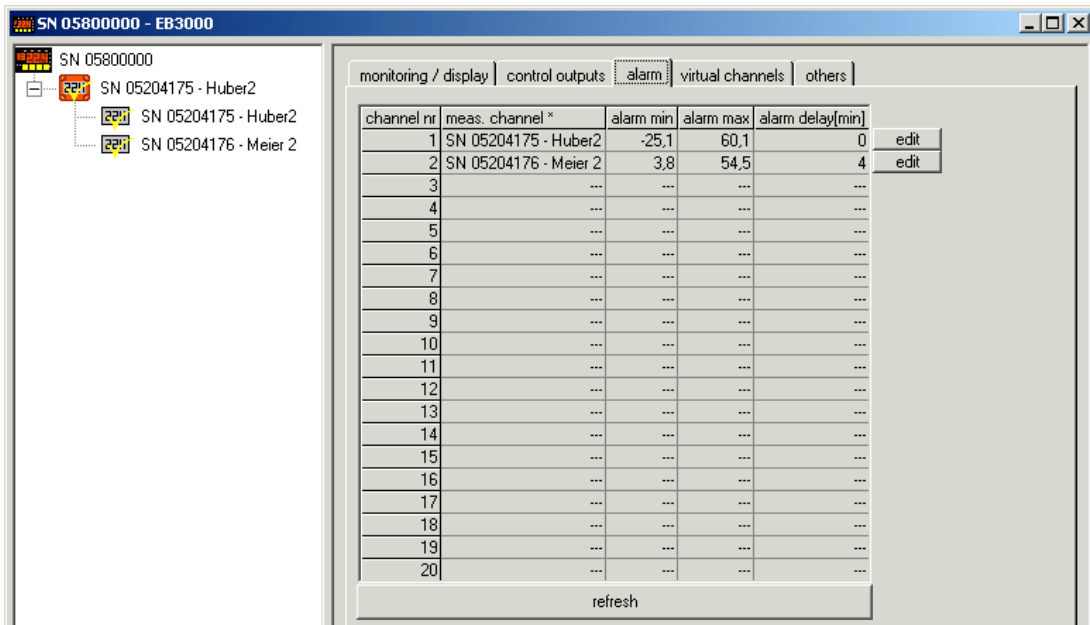 SN 05800000 - EB3000
SN 05800000
SN 05204175 - Huber2
SN 05204175 - Huber2
SN 05204176 - Meier 2
monitoring / display control outputs alarm virtual channels others
channel nr meas. channel * alarm min alarm max alarm delay[min]
1 SN 05204175 - Huber2 -25,1 60,1 0 edit
2 SN 05204176 - Meier 2 3,8 54,5 4 edit
3 --- --- --- ---
4 --- --- --- ---
5 --- --- --- ---
6 --- --- --- ---
7 --- --- --- ---
8 --- --- --- ---
9 --- --- --- ---
10 --- --- --- ---
11 --- --- --- ---
12 --- --- --- ---
13 --- --- --- ---
14 --- --- --- ---
15 --- --- --- ---
16 --- --- --- ---
17 --- --- --- ---
18 --- --- --- ---
19 --- --- --- ---
20 --- --- --- ---
refresh